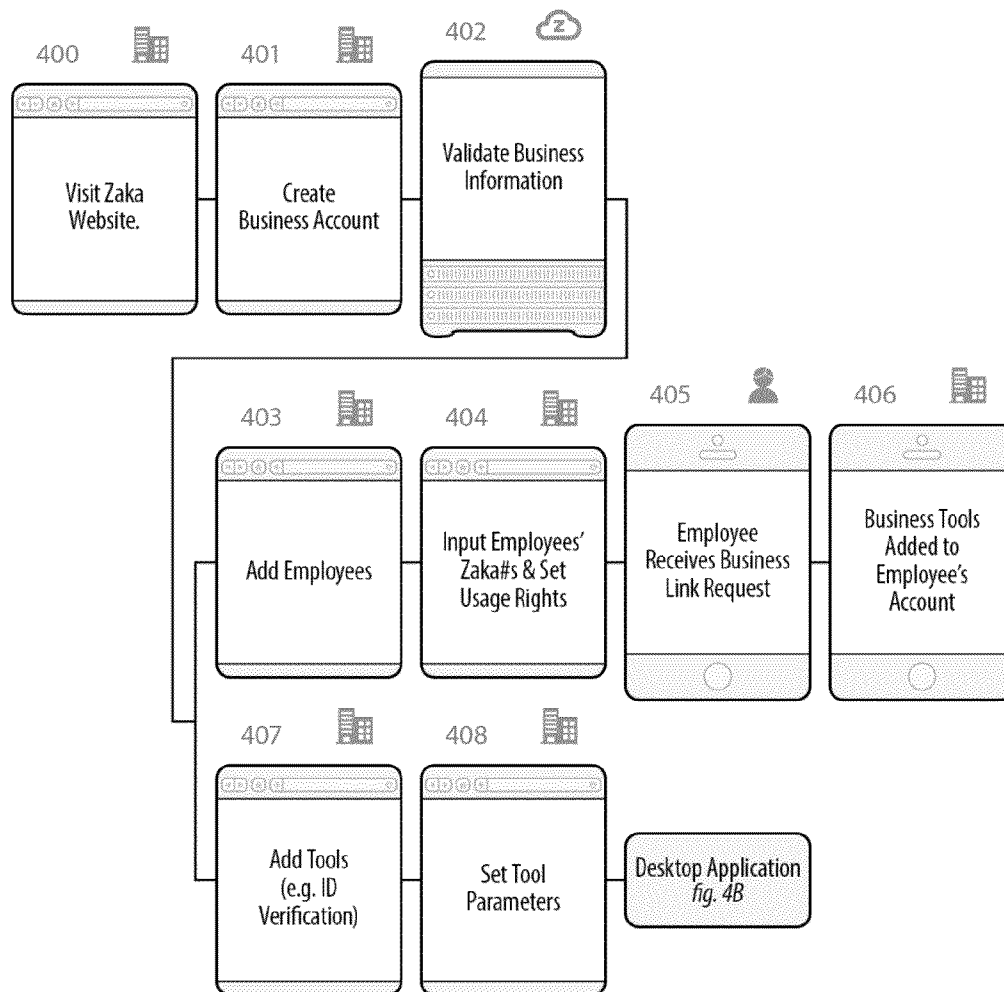 400
401
402
Z
Visit Zaka
Website.
Create
Business Account
Validate Business
Information
403
404
405
406
Add Employees
Input Employees'
Zaka#s & Set
Usage Rights
Employee
Receives Business
Link Request
Business Tools
Added to
Employee's
Account
407
408
Add Tools
(e.g. ID
Verification)
Set Tool
Parameters
Desktop Application
fig. 4B